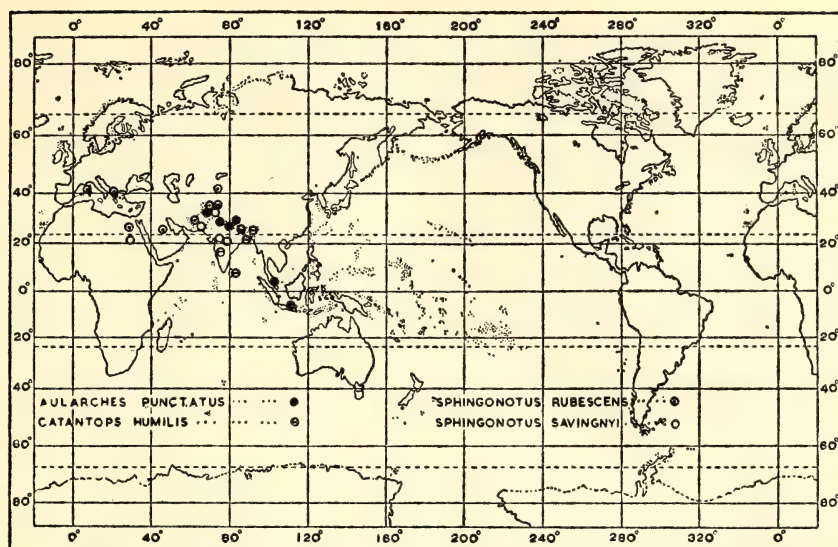 0° 40° 80° 120° 160° 200° 240° 280° 320° 0°
80° 80°
60° 60°
40° 40°
20° 20°
0° 0°
20° 20°
40° 40°
AULARCHES PUNCTATUS SPHINGONOTUS RUBESCENS
CATANTOPS HUMILIS SPHINGONOTUS SAVINGNYI
60° 60°
80° 80°
0° 40° 80° 120° 160° 200° 240° 280° 320° 0°